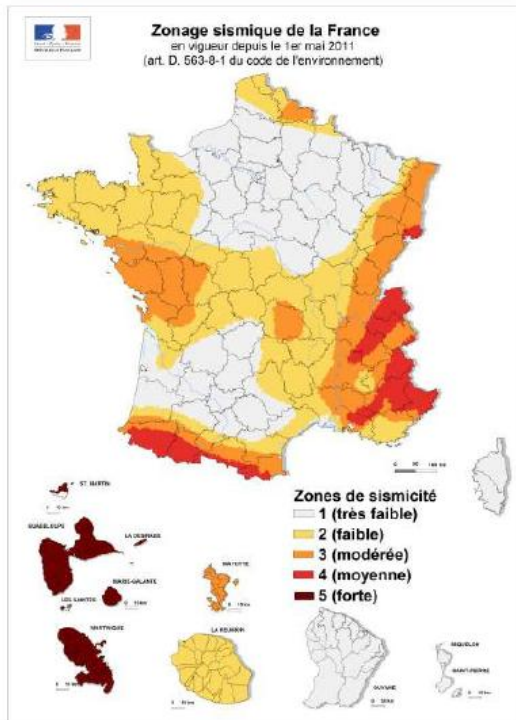 Zonage sismique de la France
en vigueur depuis le 1er mai 2011
(art. D. 563-8-1 du code de l'environnement)
Zones de sismicité
1 (très faible)
2 (faible)
3 (modérée)
4 (moyenne)
5 (forte)
ST MARTIN
GUADELOUPE
LA DESIRADE
MARIE-GALANTE
LES SAINTES
MARTINIQUE
MAYOTTE
LA REUNION
GUYANE
MIQUELON
SAINT-PIERRE